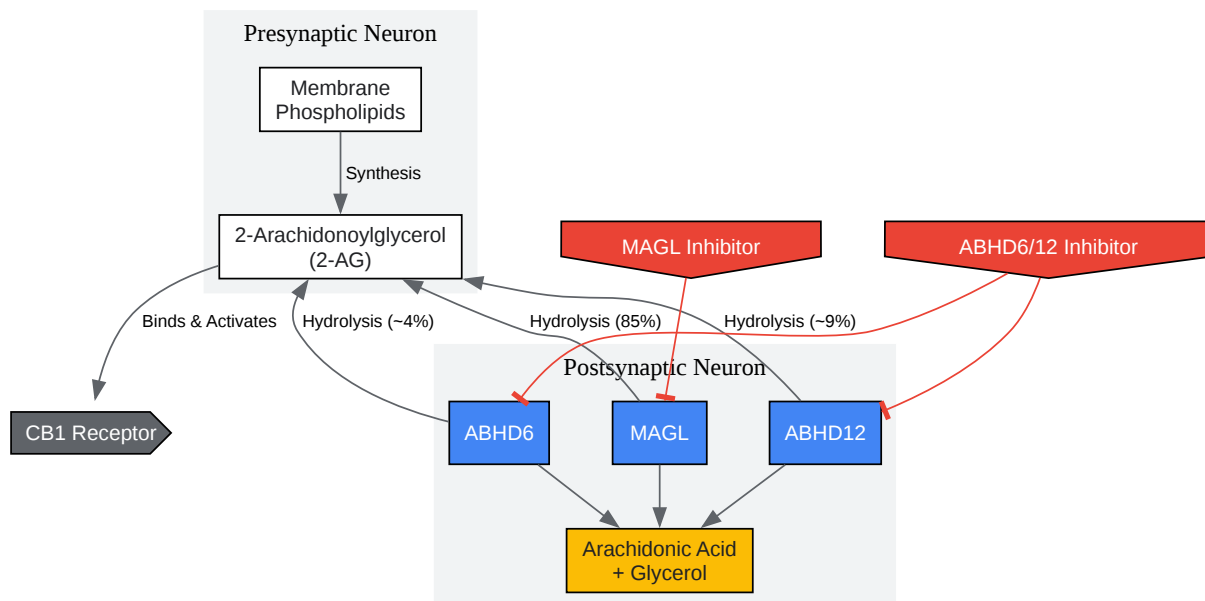 Presynaptic Neuron
Membrane
Phospholipids
Synthesis
2-Arachidonoylglycerol
(2-AG)
MAGL Inhibitor
ABHD6/12 Inhibitor
Binds & Activates
Hydrolysis (~4%)
Hydrolysis (85%)
Hydrolysis (~9%)
Postsynaptic Neuron
CB1 Receptor
ABHD6
MAGL
ABHD12
Arachidonic Acid
+ Glycerol